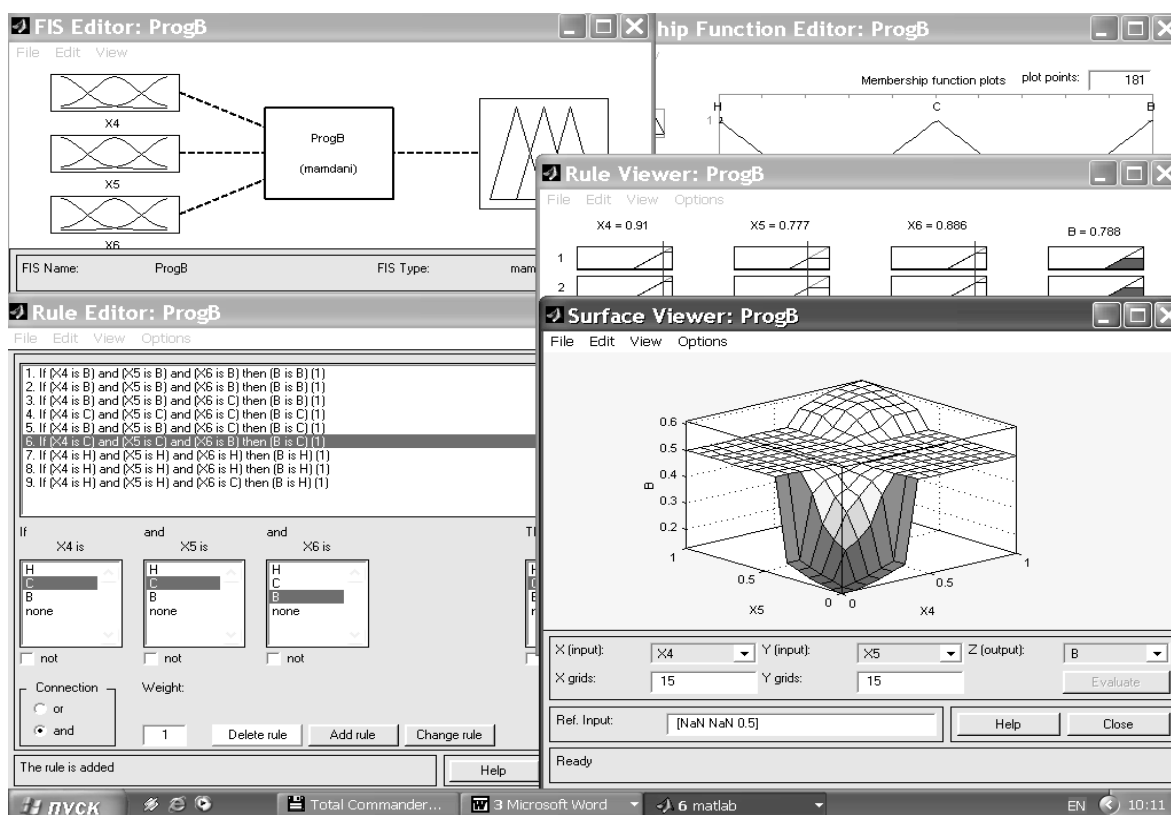 FIS Editor: ProgB
File Edit View
X4
X5
X6
ProgB
(mamdani)
FIS Name: ProgB FIS Type:
hip Function Editor: ProgB
Membership function plots plot points: 181
H C B
1
Rule Viewer: ProgB
File Edit View Options
X4 = 0.91 X5 = 0.777 X6 = 0.886 B = 0.788
1
2
Rule Editor: ProgB
File Edit View Options
1. If (X4 is B) and (X5 is B) and (X6 is B) then (B is B) (1)
2. If (X4 is B) and (X5 is B) and (X6 is B) then (B is B) (1)
3. If (X4 is B) and (X5 is B) and (X6 is C) then (B is B) (1)
4. If (X4 is C) and (X5 is C) and (X6 is C) then (B is C) (1)
5. If (X4 is B) and (X5 is C) and (X6 is B) then (B is C) (1)
6. If (X4 is C) and (X5 is C) and (X6 is B) then (B is C) (1)
7. If (X4 is H) and (X5 is H) and (X6 is H) then (B is H) (1)
8. If (X4 is H) and (X5 is H) and (X6 is H) then (B is H) (1)
9. If (X4 is H) and (X5 is H) and (X6 is C) then (B is H) (1)
If and and
X4 is X5 is X6 is
H H H
C C C
B B B
none none none
not not not
Connection Weight:
or
and 1 Delete rule Add rule Change rule
The rule is added Help
Surface Viewer: ProgB
File Edit View Options
0.6
0.5
0.4
0.3
0.2
B
1 0.5 0 0 0.5 1
X5 X4
X (input): X4 Y (input): X5 Z (output): B
X grids: 15 Y grids: 15 Evaluate
Ref. Input: [NaN NaN 0.5] Help Close
Ready
пуск Total Commander... 3 Microsoft Word 6 matlab EN 10:11